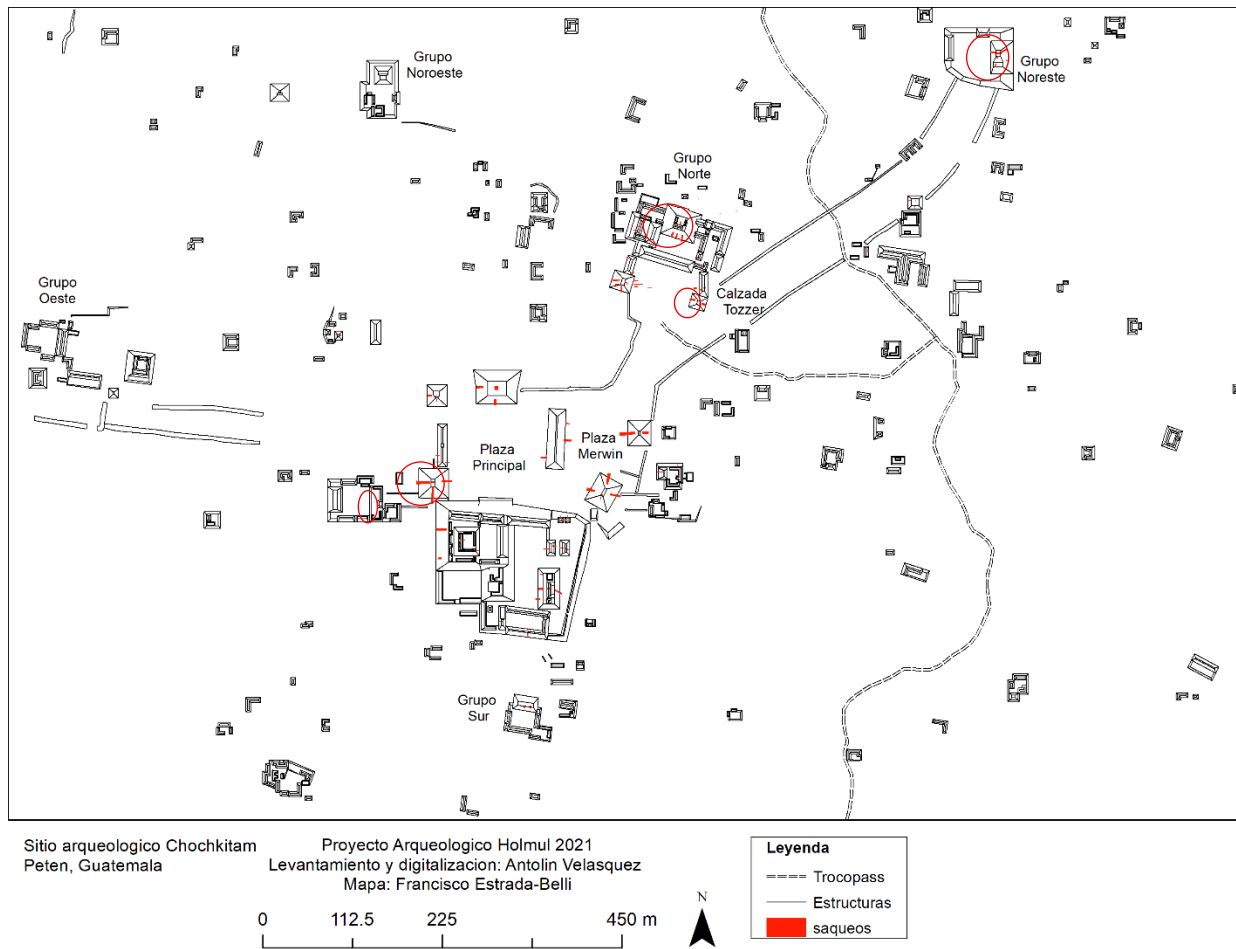 Grupo
Noroeste
Grupo
Noreste
Grupo
Norte
Grupo
Oeste
Calzada
Tozzer
Plaza
Principal
Plaza
Merwin
Grupo
Sur
Sitio arqueologico Chochkitam
Peten, Guatemala
Proyecto Arqueologico Holmul 2021
Levantamiento y digitalizacion: Antolin Velasquez
Mapa: Francisco Estrada-Belli
0 112.5 225 450 m
N
Leyenda
Trocopass
Estructuras
saqueos